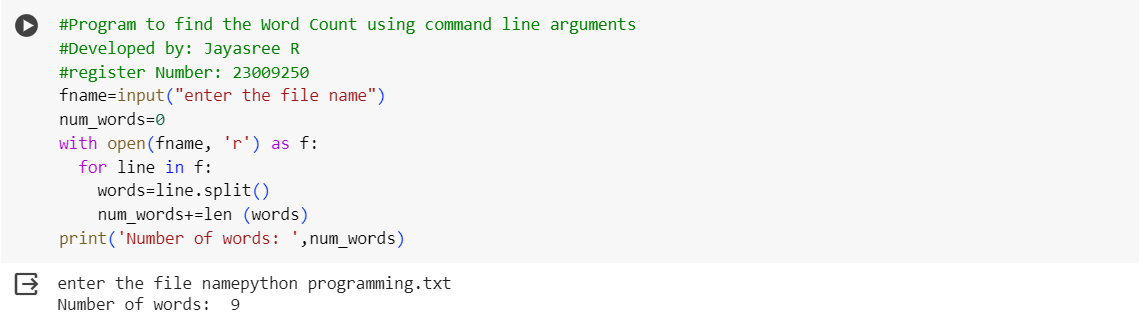 #Program to find the Word Count using command line arguments
#Developed by: Jayasree R
#register Number: 23009250
fname=input("enter the file name")
num_words=0
with open(fname, 'r') as f:
  for line in f:
    words=line.split()
    num_words+=len (words)
print('Number of words: ',num_words)
enter the file namepython programming.txt
Number of words:  9